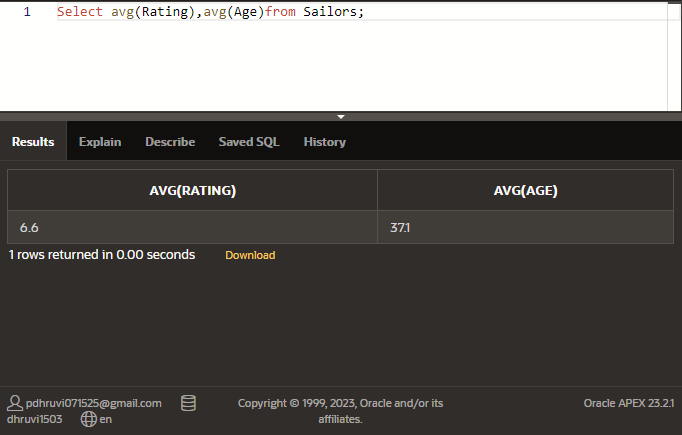 1 Select avg(Rating),avg(Age)from Sailors;
Results Explain Describe Saved SQL History
AVG(RATING) AVG(AGE)
6.6 37.1
1 rows returned in 0.00 seconds Download
pdhruvi071525@gmail.com
dhruvi1503 en
Copyright © 1999, 2023, Oracle and/or its
affiliates.
Oracle APEX 23.2.1